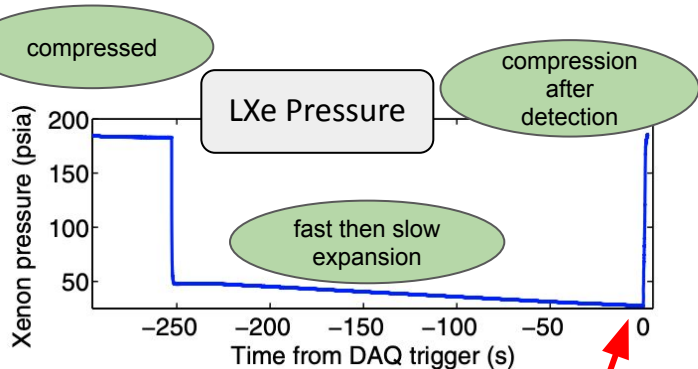 compressed
LXe Pressure
compression
after
detection
Xenon pressure (psia)
200
150
100
50
fast then slow
expansion
−250
−200
−150
−100
−50
0
Time from DAQ trigger (s)